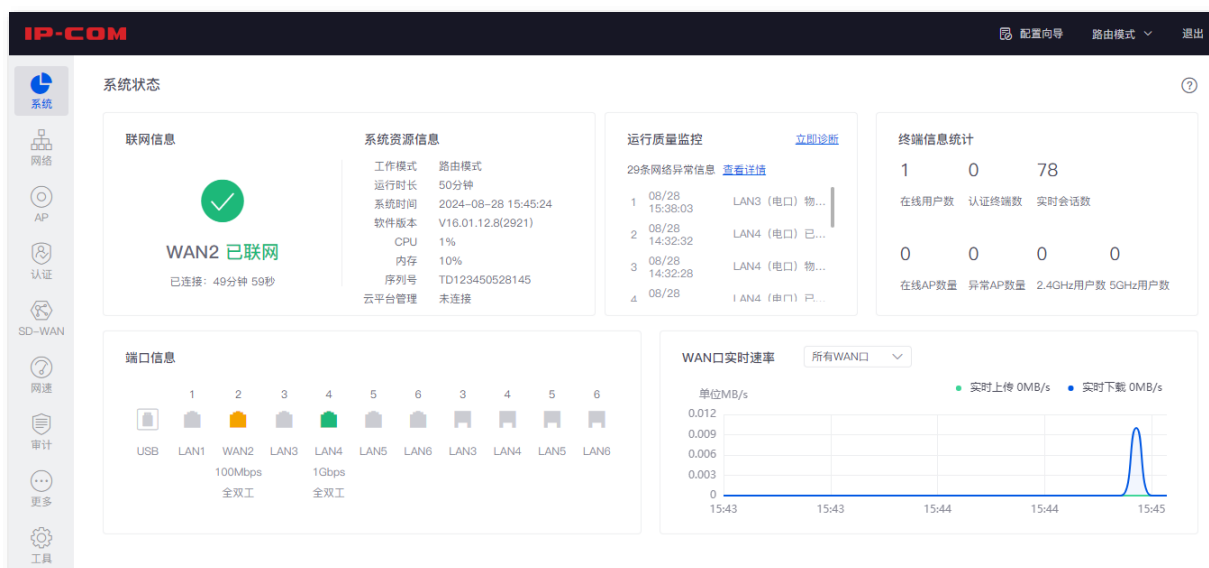 IP-COM
配置向导 路由模式 退出
系统
网络
AP
认证
SD-WAN
网速
审计
更多
工具
系统状态
联网信息
WAN2 已联网
已连接：49分钟 59秒
系统资源信息
工作模式 路由模式
运行时长 50分钟
系统时间 2024-08-28 15:45:24
软件版本 V16.01.12.8(2921)
CPU 1%
内存 10%
序列号 TD123450528145
云平台管理 未连接
运行质量监控 立即诊断
29条网络异常信息 查看详情
1 08/28 15:38:03 LAN3（电口）物...
2 08/28 14:32:32 LAN4（电口）已...
3 08/28 14:32:28 LAN4（电口）物...
4 08/28 LAN4（电口）已...
终端信息统计
1 0 78
在线用户数 认证终端数 实时会话数
0 0 0 0
在线AP数量 异常AP数量 2.4GHz用户数 5GHz用户数
端口信息
1 2 3 4 5 6 3 4 5 6
USB LAN1 WAN2 LAN3 LAN4 LAN5 LAN6 LAN3 LAN4 LAN5 LAN6
100Mbps 1Gbps
全双工 全双工
WAN口实时速率 所有WAN口
单位MB/s 实时上传 0MB/s 实时下载 0MB/s
0.012
0.009
0.006
0.003
0
15:43 15:43 15:44 15:44 15:45